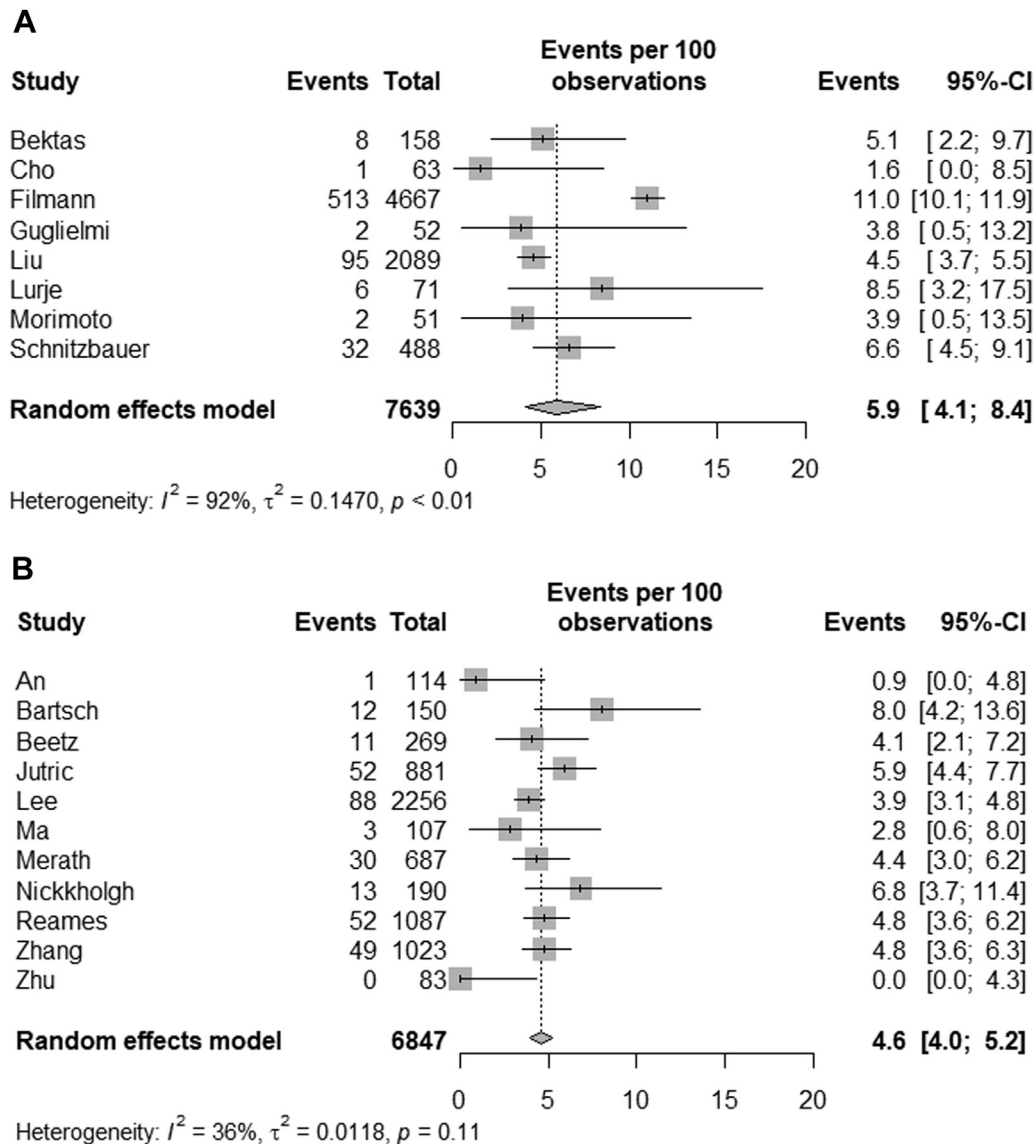 A
Events per 100
Study Events Total observations Events 95%-CI
Bektas 8 158 5.1 [ 2.2; 9.7]
Cho 1 63 1.6 [ 0.0; 8.5]
Filmann 513 4667 11.0 [10.1; 11.9]
Guglielmi 2 52 3.8 [ 0.5; 13.2]
Liu 95 2089 4.5 [ 3.7; 5.5]
Lurje 6 71 8.5 [ 3.2; 17.5]
Morimoto 2 51 3.9 [ 0.5; 13.5]
Schnitzbauer 32 488 6.6 [ 4.5; 9.1]
Random effects model 7639 5.9 [ 4.1; 8.4]
0 5 10 15 20
Heterogeneity: I² = 92%, τ² = 0.1470, p < 0.01
B
Events per 100
Study Events Total observations Events 95%-CI
An 1 114 0.9 [0.0; 4.8]
Bartsch 12 150 8.0 [4.2; 13.6]
Beetz 11 269 4.1 [2.1; 7.2]
Jutric 52 881 5.9 [4.4; 7.7]
Lee 88 2256 3.9 [3.1; 4.8]
Ma 3 107 2.8 [0.6; 8.0]
Merath 30 687 4.4 [3.0; 6.2]
Nickkholgh 13 190 6.8 [3.7; 11.4]
Reames 52 1087 4.8 [3.6; 6.2]
Zhang 49 1023 4.8 [3.6; 6.3]
Zhu 0 83 0.0 [0.0; 4.3]
Random effects model 6847 4.6 [4.0; 5.2]
0 5 10 15 20
Heterogeneity: I² = 36%, τ² = 0.0118, p = 0.11